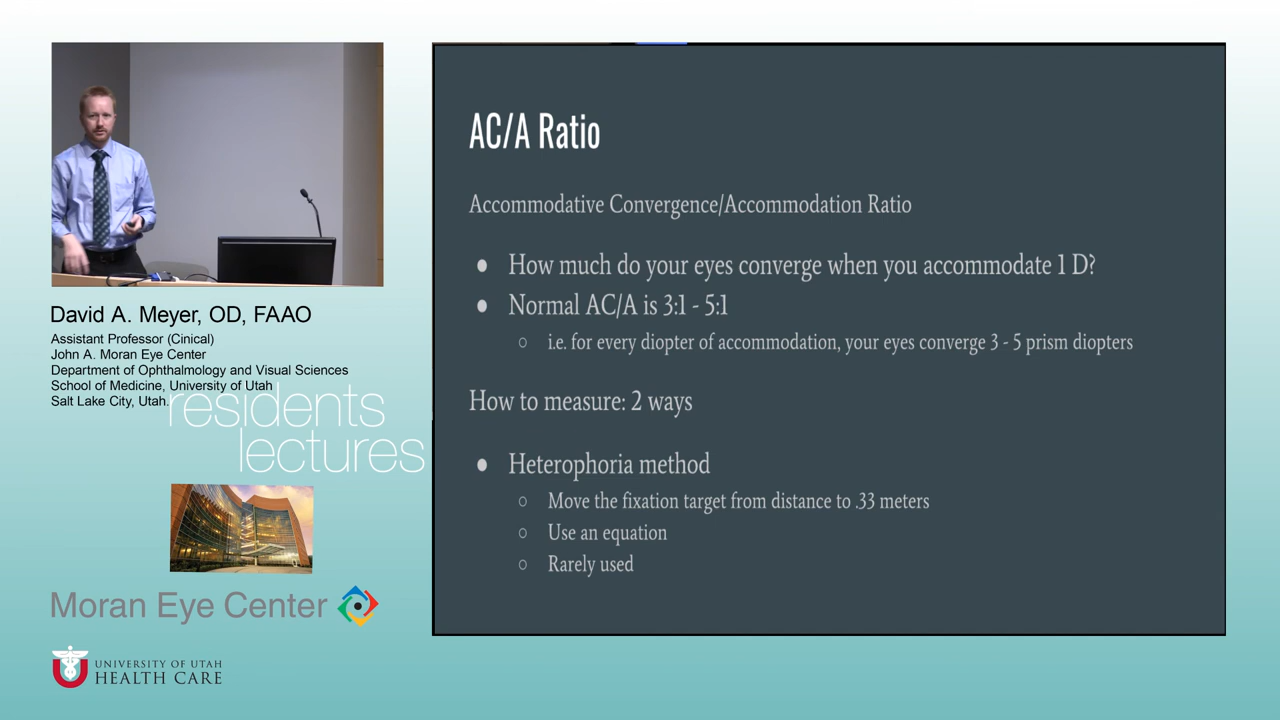 AC/A Ratio
Accommodative Convergence/Accommodation Ratio
● How much do your eyes converge when you accommodate 1 D?
● Normal AC/A is 3:1 - 5:1
○ i.e. for every diopter of accommodation, your eyes converge 3 - 5 prism diopters
How to measure: 2 ways
● Heterophoria method
○ Move the fixation target from distance to .33 meters
○ Use an equation
○ Rarely used
David A. Meyer, OD, FAAO
Assistant Professor (Cinical)
John A. Moran Eye Center
Department of Ophthalmology and Visual Sciences
School of Medicine, University of Utah
Salt Lake City, Utah.
residents
lectures
Moran Eye Center
UNIVERSITY OF UTAH
HEALTH CARE